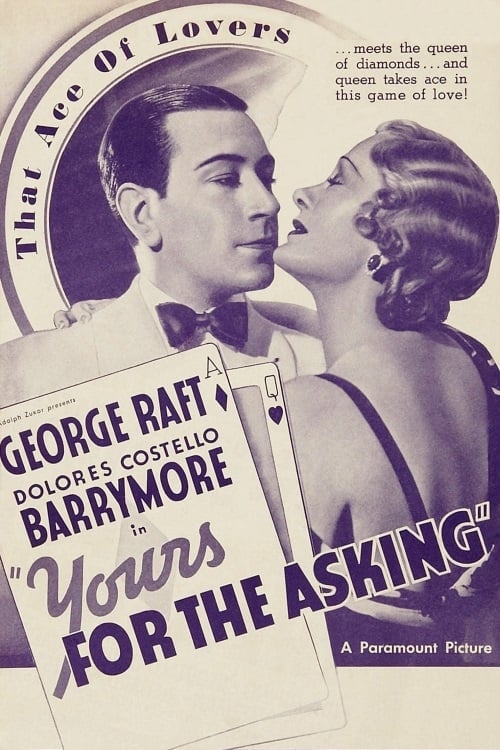 That Ace Of Lovers
...meets the queen
of diamonds...and
queen takes ace in
this game of love!
Adolph Zukor presents
A
Q
GEORGE RAFT
DOLORES COSTELLO
BARRYMORE
in
"Yours
FOR THE ASKING"
A Paramount Picture